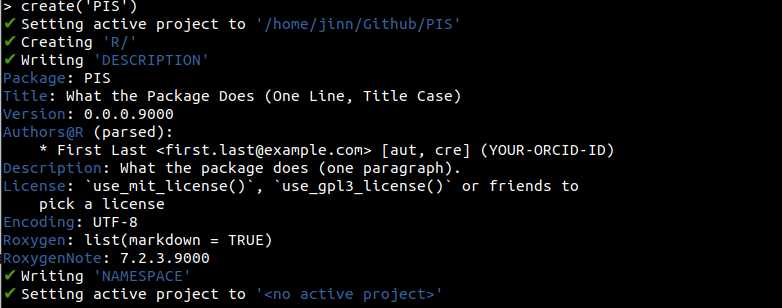 > create('PIS')
✔ Setting active project to '/home/jinn/Github/PIS'
✔ Creating 'R/'
✔ Writing 'DESCRIPTION'
Package: PIS
Title: What the Package Does (One Line, Title Case)
Version: 0.0.0.9000
Authors@R (parsed):
    * First Last <first.last@example.com> [aut, cre] (YOUR-ORCID-ID)
Description: What the package does (one paragraph).
License: `use_mit_license()`, `use_gpl3_license()` or friends to
    pick a license
Encoding: UTF-8
Roxygen: list(markdown = TRUE)
RoxygenNote: 7.2.3.9000
✔ Writing 'NAMESPACE'
✔ Setting active project to '<no active project>'